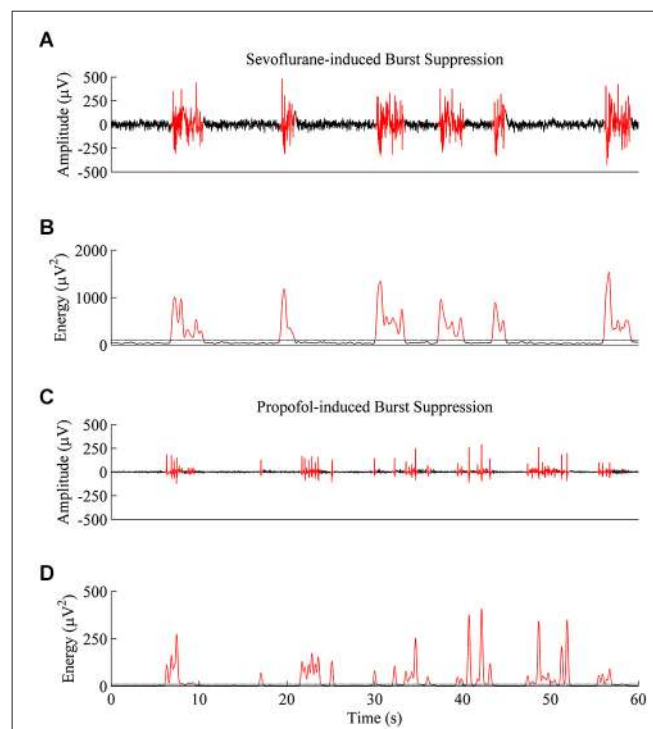 A
Sevoflurane-induced Burst Suppression
Amplitude (µV)
500
250
0
-250
-500
B
Energy (µV²)
2000
1000
0
C
Propofol-induced Burst Suppression
Amplitude (µV)
500
250
0
-250
-500
D
Energy (µV²)
500
250
0
0 10 20 30 40 50 60
Time (s)